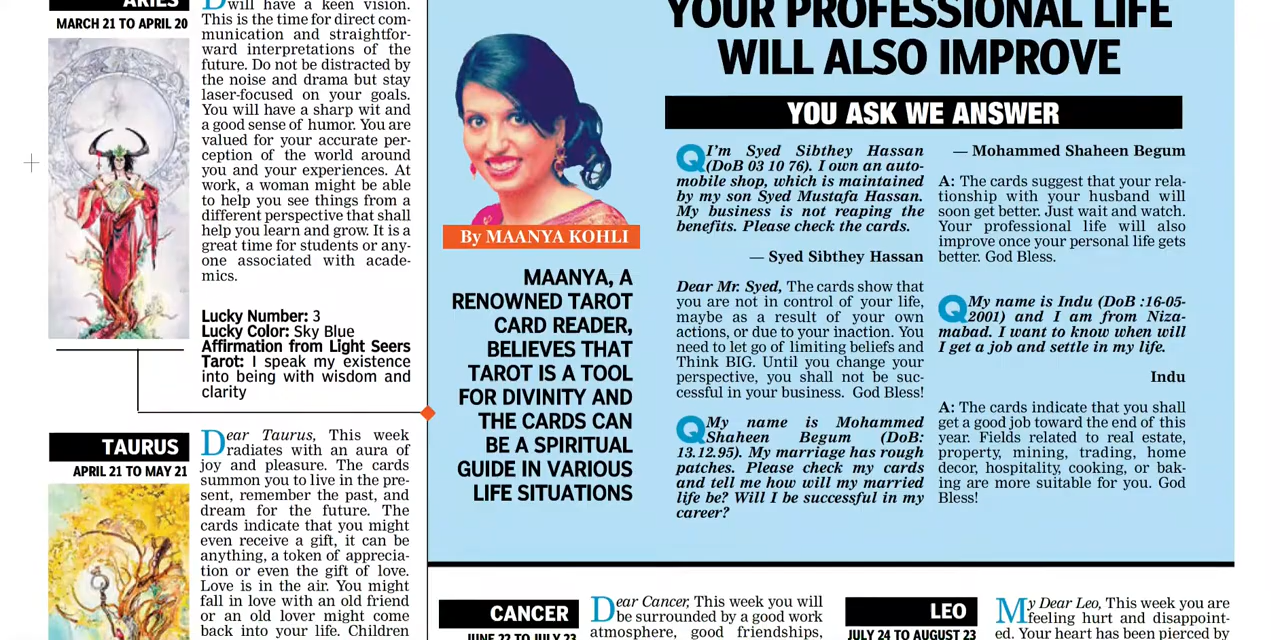 ARIES
MARCH 21 TO APRIL 20
will have a keen vision.
This is the time for direct com-
munication and straightfor-
ward interpretations of the
future. Do not be distracted by
the noise and drama but stay
laser-focused on your goals.
You will have a sharp wit and
a good sense of humor. You are
valued for your accurate per-
ception of the world around
you and your experiences. At
work, a woman might be able
to help you see things from a
different perspective that shall
help you learn and grow. It is a
great time for students or any-
one associated with acade-
mics.
Lucky Number: 3
Lucky Color: Sky Blue
Affirmation from Light Seers
Tarot: I speak my existence
into being with wisdom and
clarity
TAURUS
APRIL 21 TO MAY 21
Dear Taurus, This week
radiates with an aura of
joy and pleasure. The cards
summon you to live in the pre-
sent, remember the past, and
dream for the future. The
cards indicate that you might
even receive a gift, it can be
anything, a token of apprecia-
tion or even the gift of love.
Love is in the air. You might
fall in love with an old friend
or an old lover might come
back into your life. Children
YOUR PROFESSIONAL LIFE
WILL ALSO IMPROVE
By MAANYA KOHLI
MAANYA, A
RENOWNED TAROT
CARD READER,
BELIEVES THAT
TAROT IS A TOOL
FOR DIVINITY AND
THE CARDS CAN
BE A SPIRITUAL
GUIDE IN VARIOUS
LIFE SITUATIONS
YOU ASK WE ANSWER
Q I'm Syed Sibthey Hassan
(DoB 03 10 76). I own an auto-
mobile shop, which is maintained
by my son Syed Mustafa Hassan.
My business is not reaping the
benefits. Please check the cards.
— Syed Sibthey Hassan
Dear Mr. Syed, The cards show that
you are not in control of your life,
maybe as a result of your own
actions, or due to your inaction. You
need to let go of limiting beliefs and
Think BIG. Until you change your
perspective, you shall not be suc-
cessful in your business. God Bless!
Q My name is Mohammed
Shaheen Begum (DoB:
13.12.95). My marriage has rough
patches. Please check my cards
and tell me how will my married
life be? Will I be successful in my
career?
— Mohammed Shaheen Begum
A: The cards suggest that your rela-
tionship with your husband will
soon get better. Just wait and watch.
Your professional life will also
improve once your personal life gets
better. God Bless.
Q My name is Indu (DoB :16-05-
2001) and I am from Niza-
mabad. I want to know when will
I get a job and settle in my life.
Indu
A: The cards indicate that you shall
get a good job toward the end of this
year. Fields related to real estate,
property, mining, trading, home
decor, hospitality, cooking, or bak-
ing are more suitable for you. God
Bless!
CANCER
JUNE 22 TO JULY 23
Dear Cancer, This week you will
be surrounded by a good work
atmosphere, good friendships,
LEO
JULY 24 TO AUGUST 23
My Dear Leo, This week you are
feeling hurt and disappoint-
ed. Your heart has been pierced by